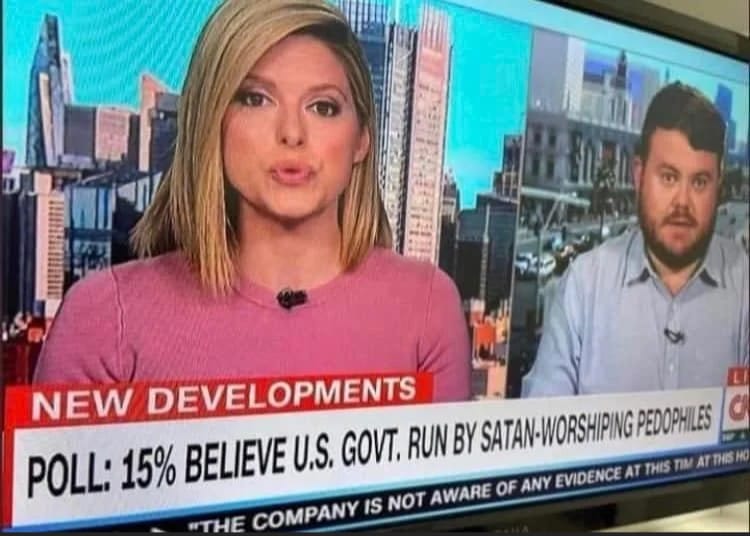 NEW DEVELOPMENTS
POLL: 15% BELIEVE U.S. GOVT. RUN BY SATAN-WORSHIPING PEDOPHILES
"THE COMPANY IS NOT AWARE OF ANY EVIDENCE AT THIS TIM AT THIS HO